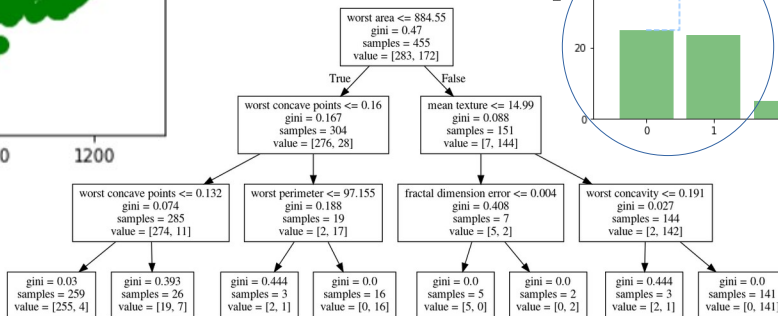 worst area <= 884.55
gini = 0.47
samples = 455
value = [283, 172]
True
False
20
0
0
1
worst concave points <= 0.16
gini = 0.167
samples = 304
value = [276, 28]
mean texture <= 14.99
gini = 0.088
samples = 151
value = [7, 144]
0
1200
worst concave points <= 0.132
gini = 0.074
samples = 285
value = [274, 11]
worst perimeter <= 97.155
gini = 0.188
samples = 19
value = [2, 17]
fractal dimension error <= 0.004
gini = 0.408
samples = 7
value = [5, 2]
worst concavity <= 0.191
gini = 0.027
samples = 144
value = [2, 142]
gini = 0.03
samples = 259
value = [255, 4]
gini = 0.393
samples = 26
value = [19, 7]
gini = 0.444
samples = 3
value = [2, 1]
gini = 0.0
samples = 16
value = [0, 16]
gini = 0.0
samples = 5
value = [5, 0]
gini = 0.0
samples = 2
value = [0, 2]
gini = 0.444
samples = 3
value = [2, 1]
gini = 0.0
samples = 141
value = [0, 141]